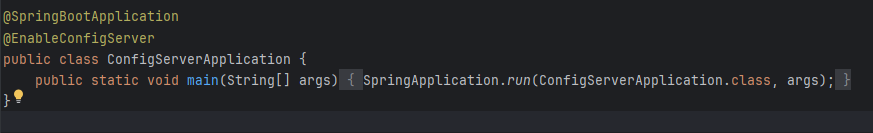 @SpringBootApplication
@EnableConfigServer
public class ConfigServerApplication {
    public static void main(String[] args) { SpringApplication.run(ConfigServerApplication.class, args); }
}